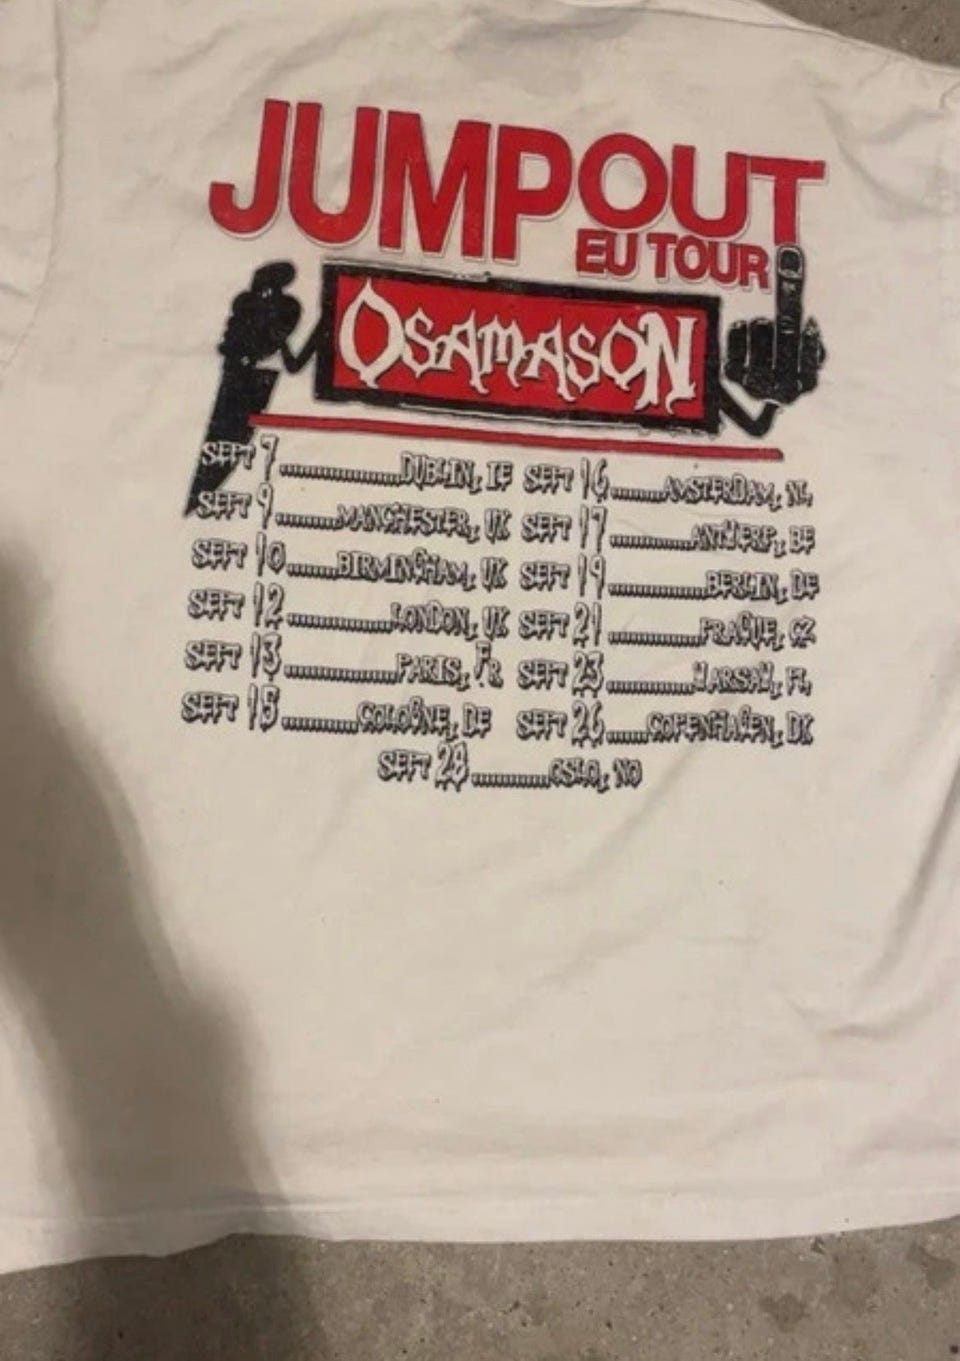 JUMPOUT
EU TOUR
OSAMASON
SEPT 7....................DUBLIN, IE
SEPT 9..........MANCHESTER, UK
SEPT 10........BIRMINGHAM, UK
SEPT 12.................LONDON, UK
SEPT 13..................PARIS, FR
SEPT 15............COLOGNE, DE
SEPT 16.........AMSTERDAM, NL
SEPT 17.............ANTWERP, BE
SEPT 19................BERLIN, DE
SEPT 21...............PRAGUE, CZ
SEPT 23..............WARSAW, PL
SEPT 26.......COPENHAGEN, DK
SEPT 28.............OSLO, NO